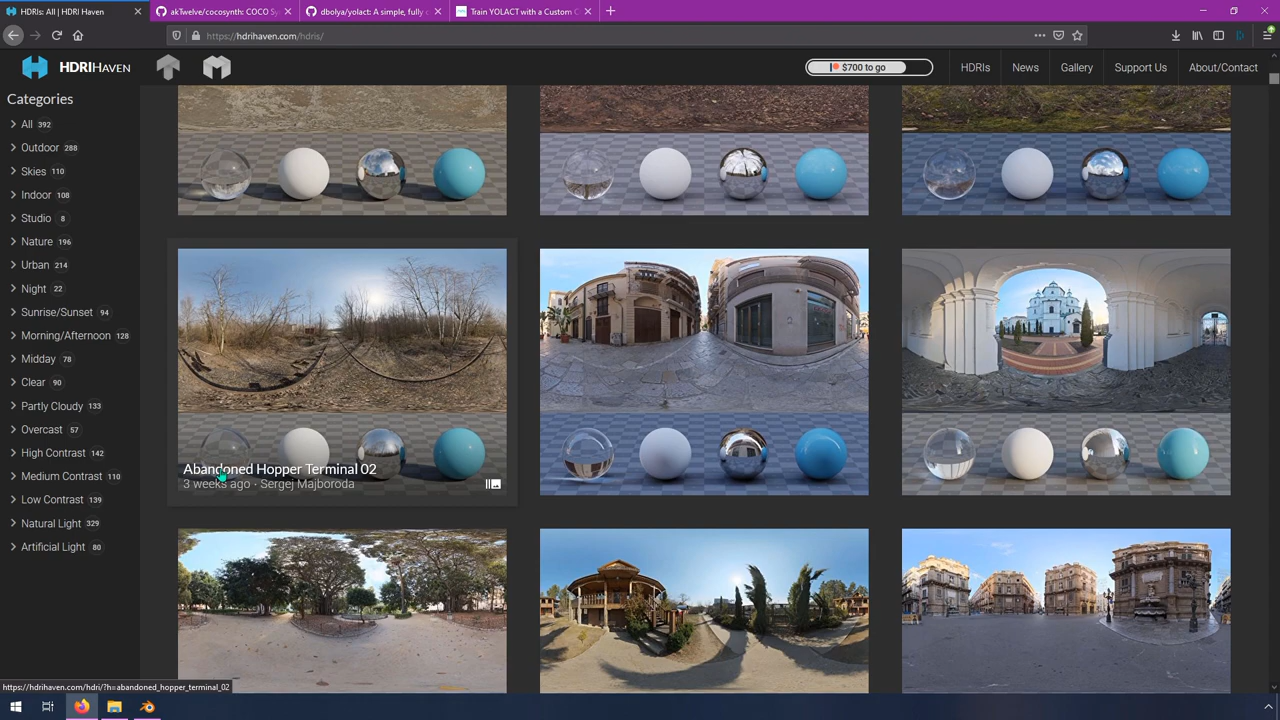 HDRIs: All | HDRI Haven
akTwelve/cocosynth: COCO Sy
dbolya/yolact: A simple, fully c
Train YOLACT with a Custom C
https://hdrihaven.com/hdris/
HDRIHAVEN
$700 to go
HDRIs
News
Gallery
Support Us
About/Contact
Categories
All 392
Outdoor 288
Skies 110
Indoor 108
Studio 8
Nature 196
Urban 214
Night 22
Sunrise/Sunset 94
Morning/Afternoon 128
Midday 78
Clear 90
Partly Cloudy 133
Overcast 57
High Contrast 142
Medium Contrast 110
Low Contrast 139
Natural Light 329
Artificial Light 80
Abandoned Hopper Terminal 02
3 weeks ago · Sergej Majboroda
https://hdrihaven.com/hdri/?h=abandoned_hopper_terminal_02